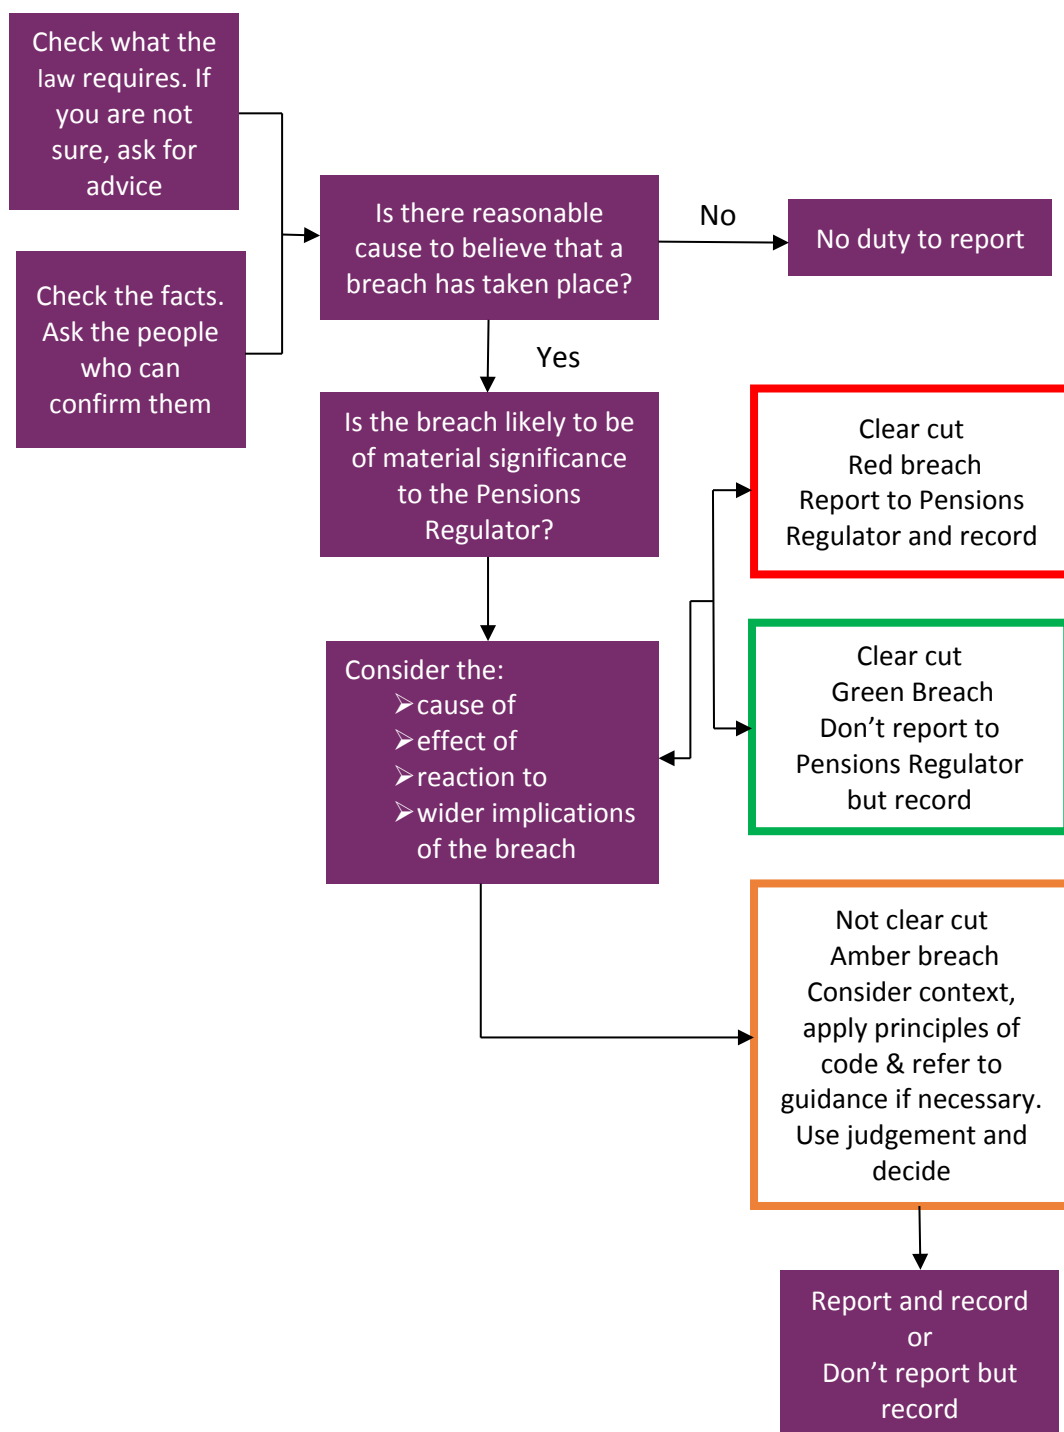 Check what the
law requires. If
you are not
sure, ask for
advice
Check the facts.
Ask the people
who can
confirm them
Is there reasonable
cause to believe that a
breach has taken place?
No
No duty to report
Yes
Is the breach likely to be
of material significance
to the Pensions
Regulator?
Consider the:
➢cause of
➢effect of
➢reaction to
➢wider implications
of the breach
Clear cut
Red breach
Report to Pensions
Regulator and record
Clear cut
Green Breach
Don’t report to
Pensions Regulator
but record
Not clear cut
Amber breach
Consider context,
apply principles of
code & refer to
guidance if necessary.
Use judgement and
decide
Report and record
or
Don’t report but
record